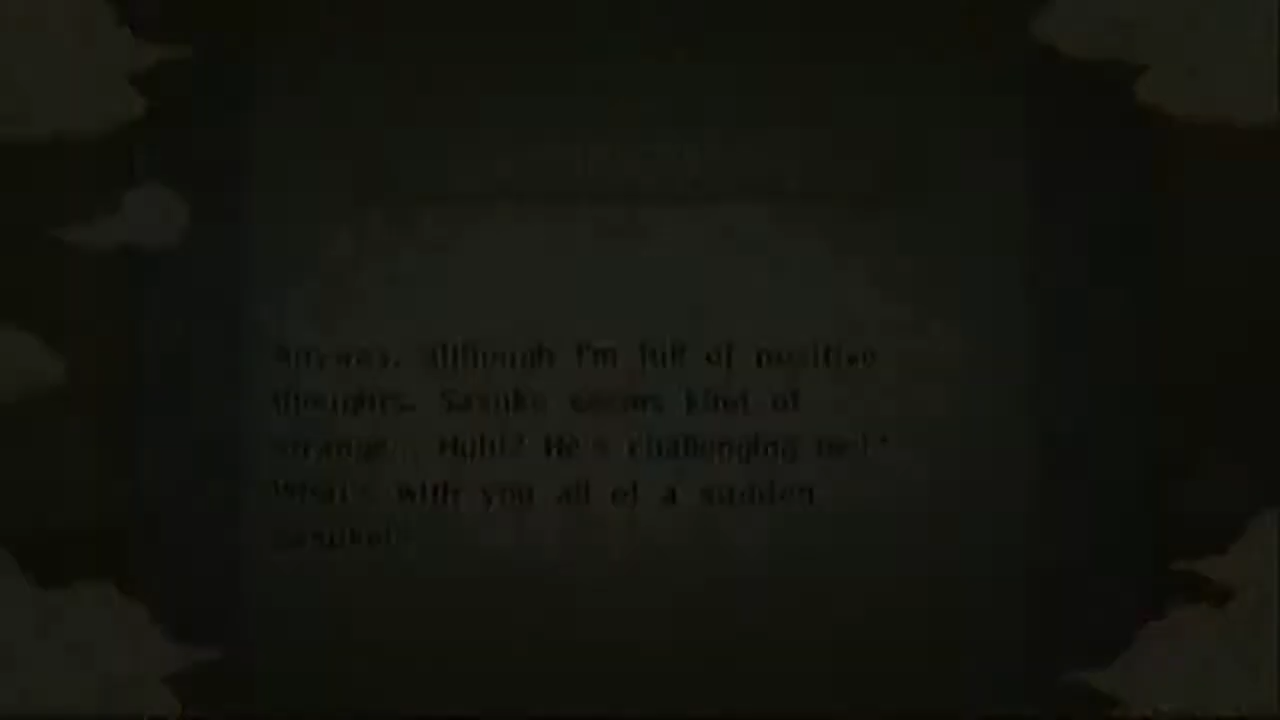 Anyway, although I'm full of positive
thoughts, Sasuke seems kind of
strange... Huh!? He's challenging me!?
What's with you all of a sudden
Sasuke!?